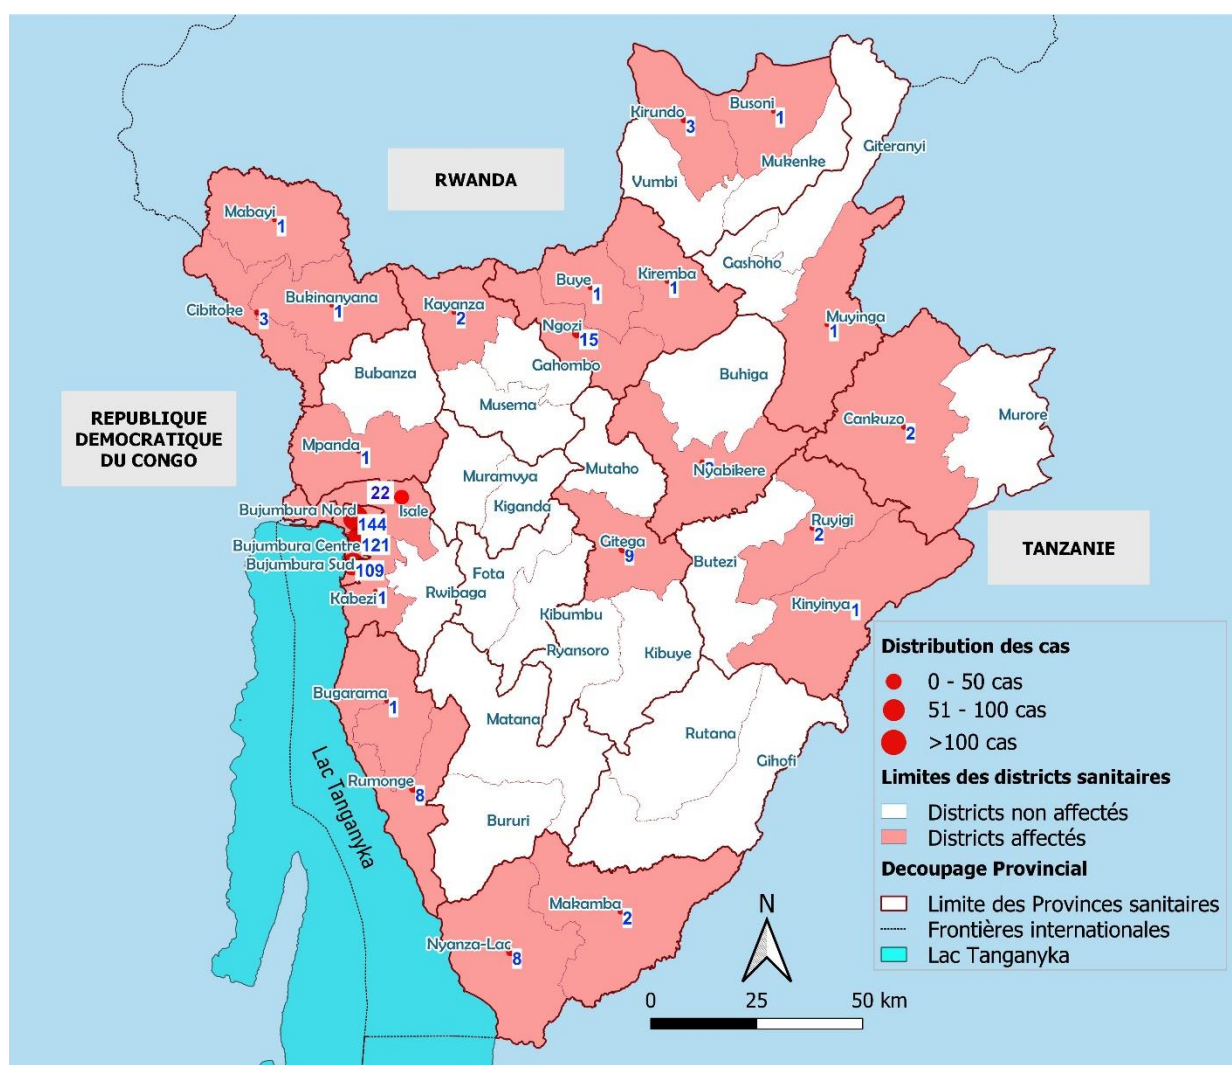 Kirundo
3
Busoni
1
Mukenke
Giteranyi
RWANDA
Vumbi
Mabayi
1
Gashoho
Buye
1
Kiremba
1
Cibitoke
3
Bukinanyana
1
Kayanza
2
Ngozi
15
Muyinga
1
Gahombo
Bubanza
Buhiga
Musema
REPUBLIQUE
DEMOCRATIQUE
DU CONGO
Cankuzo
2
Murore
Mpanda
1
Muramvya
Mutaho
Nyabikere
22
Isale
Kiganda
Bujumbura Nord
144
Ruyigi
2
Bujumbura Centre
121
Gitega
9
TANZANIE
Bujumbura Sud
109
Fota
Butezi
Kabezi
1
Rwibaga
Kibumbu
Kinyinya
1
Ryansoro
Kibuye
Bugarama
1
Matana
Rutana
Gihofi
Lac Tanganyka
Rumonge
8
Bururi
Makamba
2
Nyanza-Lac
8
Distribution des cas
0 - 50 cas
51 - 100 cas
>100 cas
Limites des districts sanitaires
Districts non affectés
Districts affectés
Decoupage Provincial
Limite des Provinces sanitaires
Frontières internationales
Lac Tanganyka
N
0 25 50 km